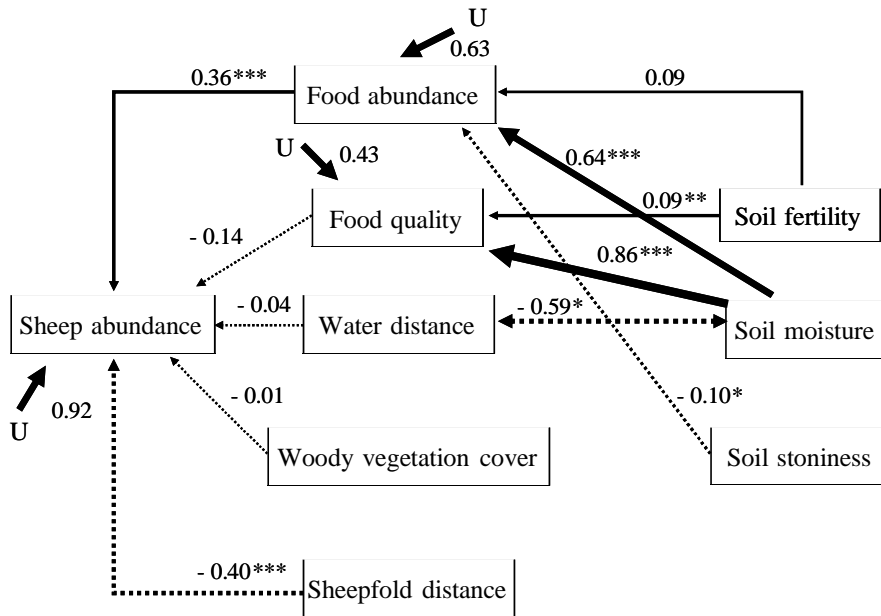 U
0.63
0.36***
Food abundance
0.09
U
0.43
0.64***
Food quality
0.09**
Soil fertility
- 0.14
0.86***
Sheep abundance
- 0.04
Water distance
- 0.59*
Soil moisture
U
0.92
- 0.01
- 0.10*
Woody vegetation cover
Soil stoniness
- 0.40***
Sheepfold distance